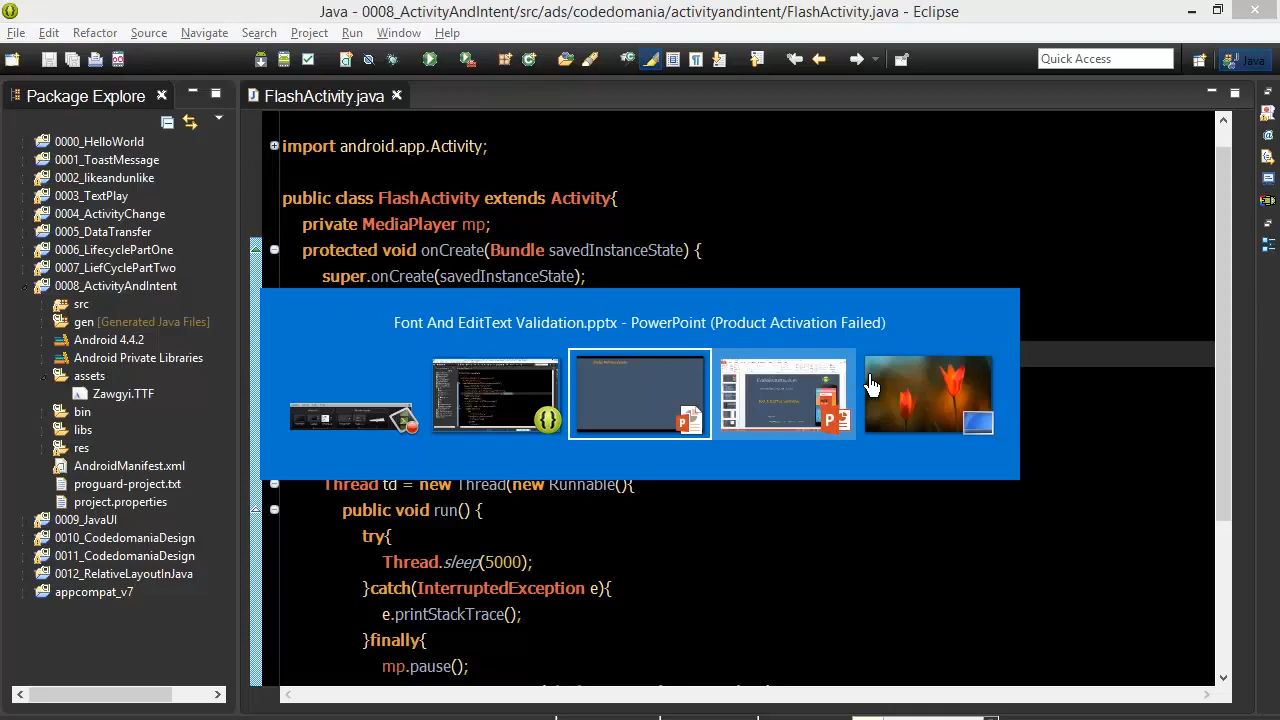 Java - 0008_ActivityAndIntent/src/ads/codedomania/activityandintent/FlashActivity.java - Eclipse
File Edit Refactor Source Navigate Search Project Run Window Help
Quick Access
Java
Package Explore
FlashActivity.java
0000_HelloWorld
0001_ToastMessage
0002_likeandunlike
0003_TextPlay
0004_ActivityChange
0005_DataTransfer
0006_LifecyclePartOne
0007_LiefCyclePartTwo
0008_ActivityAndIntent
src
gen [Generated Java Files]
Android 4.4.2
Android Private Libraries
assets
Zawgyi.TTF
bin
libs
res
AndroidManifest.xml
proguard-project.txt
project.properties
0009_JavaUI
0010_CodedomaniaDesign
0011_CodedomaniaDesign
0012_RelativeLayoutInJava
appcompat_v7
import android.app.Activity;
public class FlashActivity extends Activity{
private MediaPlayer mp;
protected void onCreate(Bundle savedInstanceState) {
super.onCreate(savedInstanceState);
Font And EditText Validation.pptx - PowerPoint (Product Activation Failed)
Thread td = new Thread(new Runnable(){
public void run() {
try{
Thread.sleep(5000);
}catch(InterruptedException e){
e.printStackTrace();
}finally{
mp.pause();